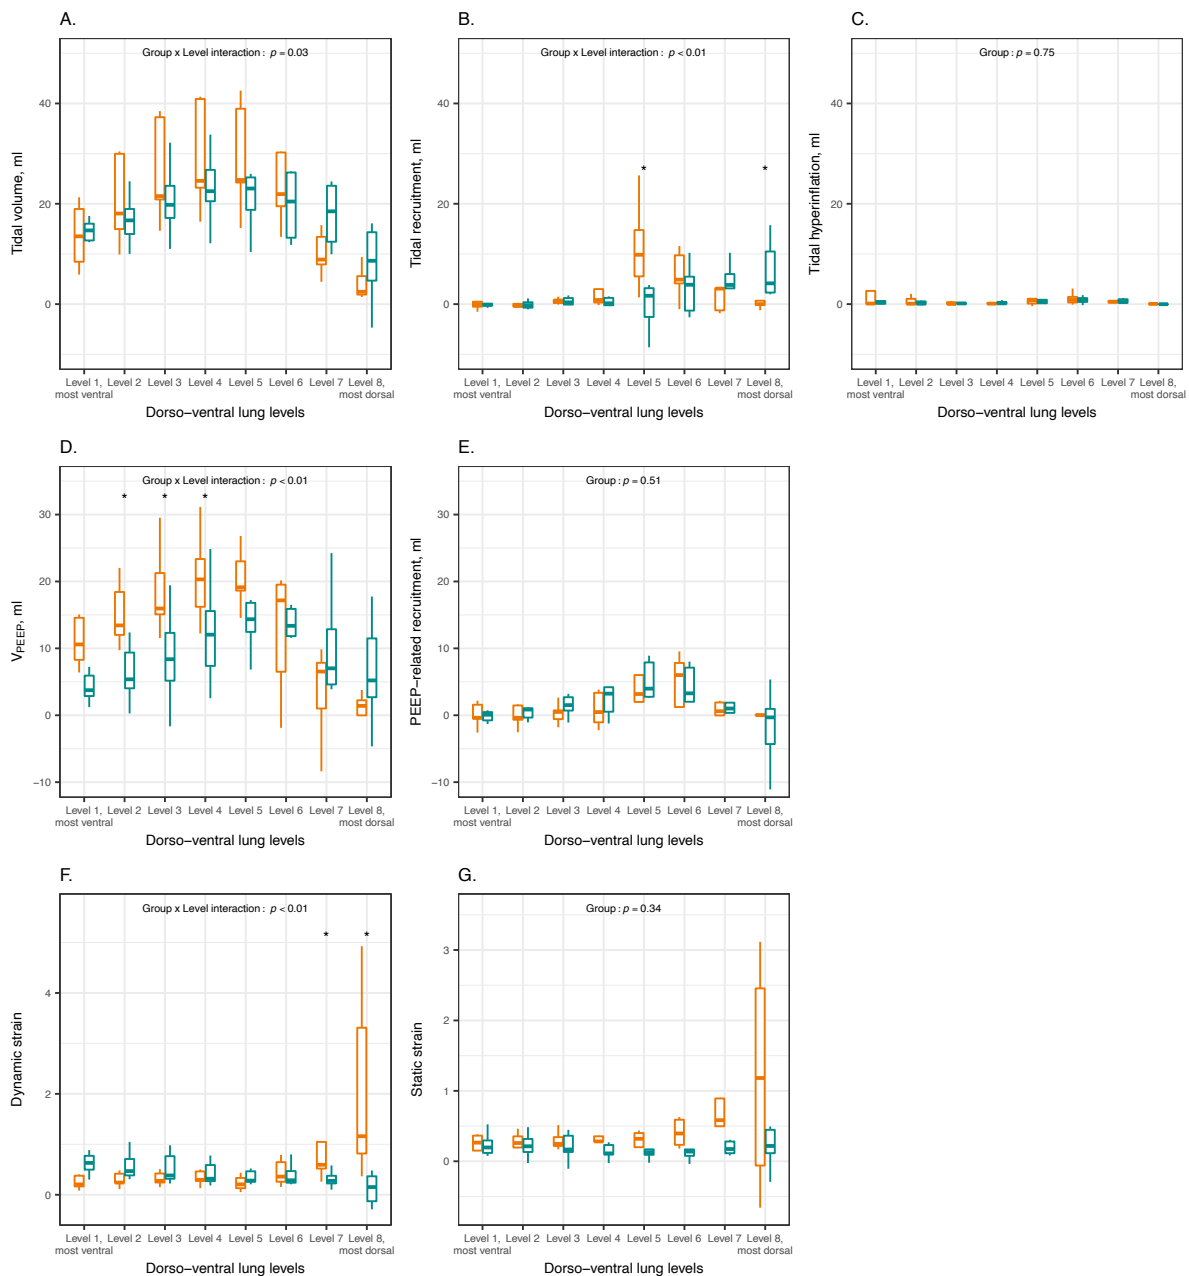 A.
Group x Level interaction : p = 0.03
Tidal volume, ml
40
20
0
Level 1, most ventral
Level 2
Level 3
Level 4
Level 5
Level 6
Level 7
Level 8, most dorsal
Dorso−ventral lung levels
B.
Group x Level interaction : p < 0.01
* *
Tidal recruitment, ml
40
20
0
Level 1, most ventral
Level 2
Level 3
Level 4
Level 5
Level 6
Level 7
Level 8, most dorsal
Dorso−ventral lung levels
C.
Group : p = 0.75
Tidal hyperinflation, ml
40
20
0
Level 1, most ventral
Level 2
Level 3
Level 4
Level 5
Level 6
Level 7
Level 8, most dorsal
Dorso−ventral lung levels
D.
Group x Level interaction : p < 0.01
* * *
VPEEP, ml
30
20
10
0
−10
Level 1, most ventral
Level 2
Level 3
Level 4
Level 5
Level 6
Level 7
Level 8, most dorsal
Dorso−ventral lung levels
E.
Group : p = 0.51
PEEP−related recruitment, ml
30
20
10
0
−10
Level 1, most ventral
Level 2
Level 3
Level 4
Level 5
Level 6
Level 7
Level 8, most dorsal
Dorso−ventral lung levels
F.
Group x Level interaction : p < 0.01
* *
Dynamic strain
4
2
0
Level 1, most ventral
Level 2
Level 3
Level 4
Level 5
Level 6
Level 7
Level 8, most dorsal
Dorso−ventral lung levels
G.
Group : p = 0.34
Static strain
3
2
1
0
Level 1, most ventral
Level 2
Level 3
Level 4
Level 5
Level 6
Level 7
Level 8, most dorsal
Dorso−ventral lung levels